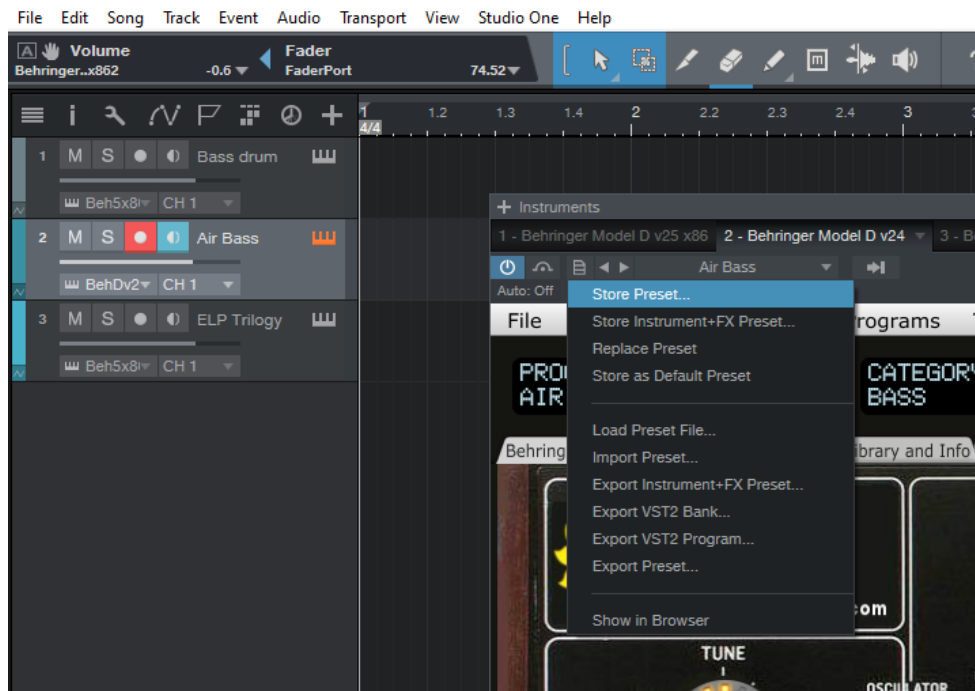 File Edit Song Track Event Audio Transport View Studio One Help
A Volume Fader
Behringer..x862 -0.6 FaderPort 74.52
1 1.2 1.3 1.4 2 2.2 2.3 2.4 3
4/4
1 M S Bass drum
CH 1
2 M S Air Bass
BehDv2 CH 1
3 M S ELP Trilogy
CH 1
Instruments
1 - Behringer Model D v25 x86 2 - Behringer Model D v24 3 - B
Air Bass
Auto: Off
Store Preset...
Store Instrument+FX Preset...
Replace Preset
Store as Default Preset
Load Preset File...
Import Preset...
Export Instrument+FX Preset...
Export VST2 Bank...
Export VST2 Program...
Export Preset...
Show in Browser
File rograms
PRO CATEGORY
AIR BASS
Behring ibrary and Info
com
TUNE
OSCILLATOR